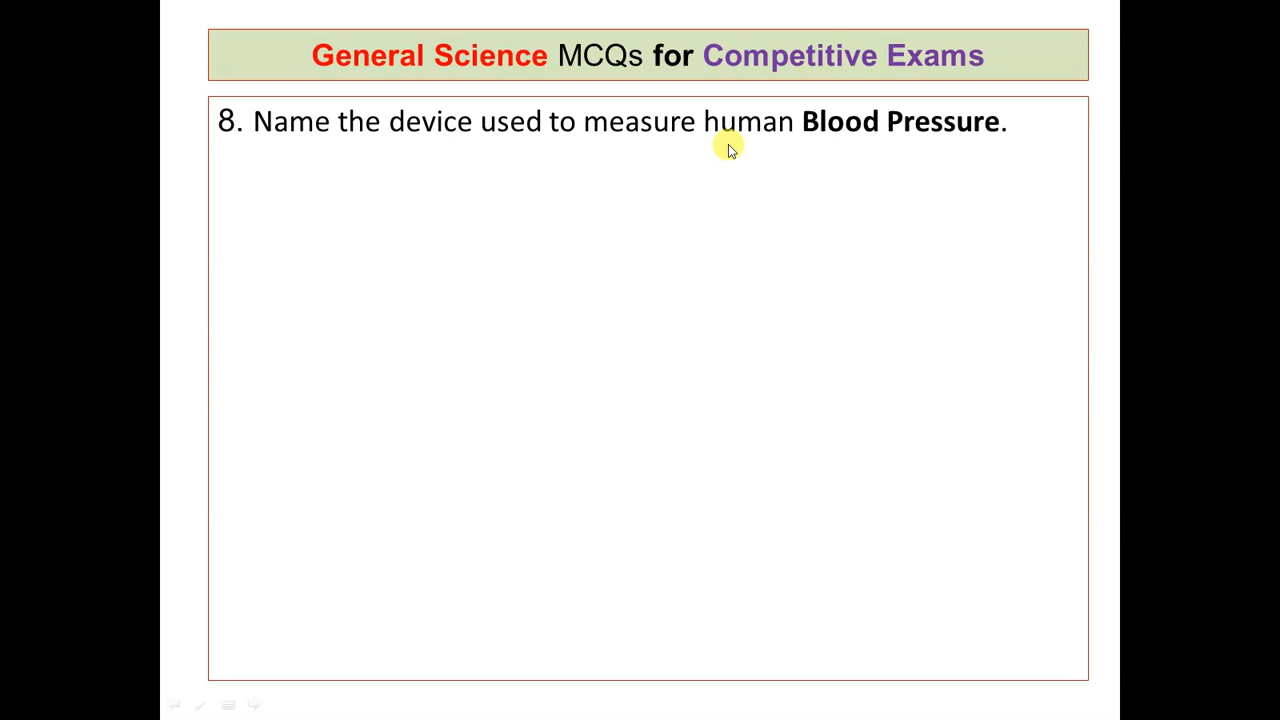 General Science MCQs for Competitive Exams
8. Name the device used to measure human Blood Pressure.